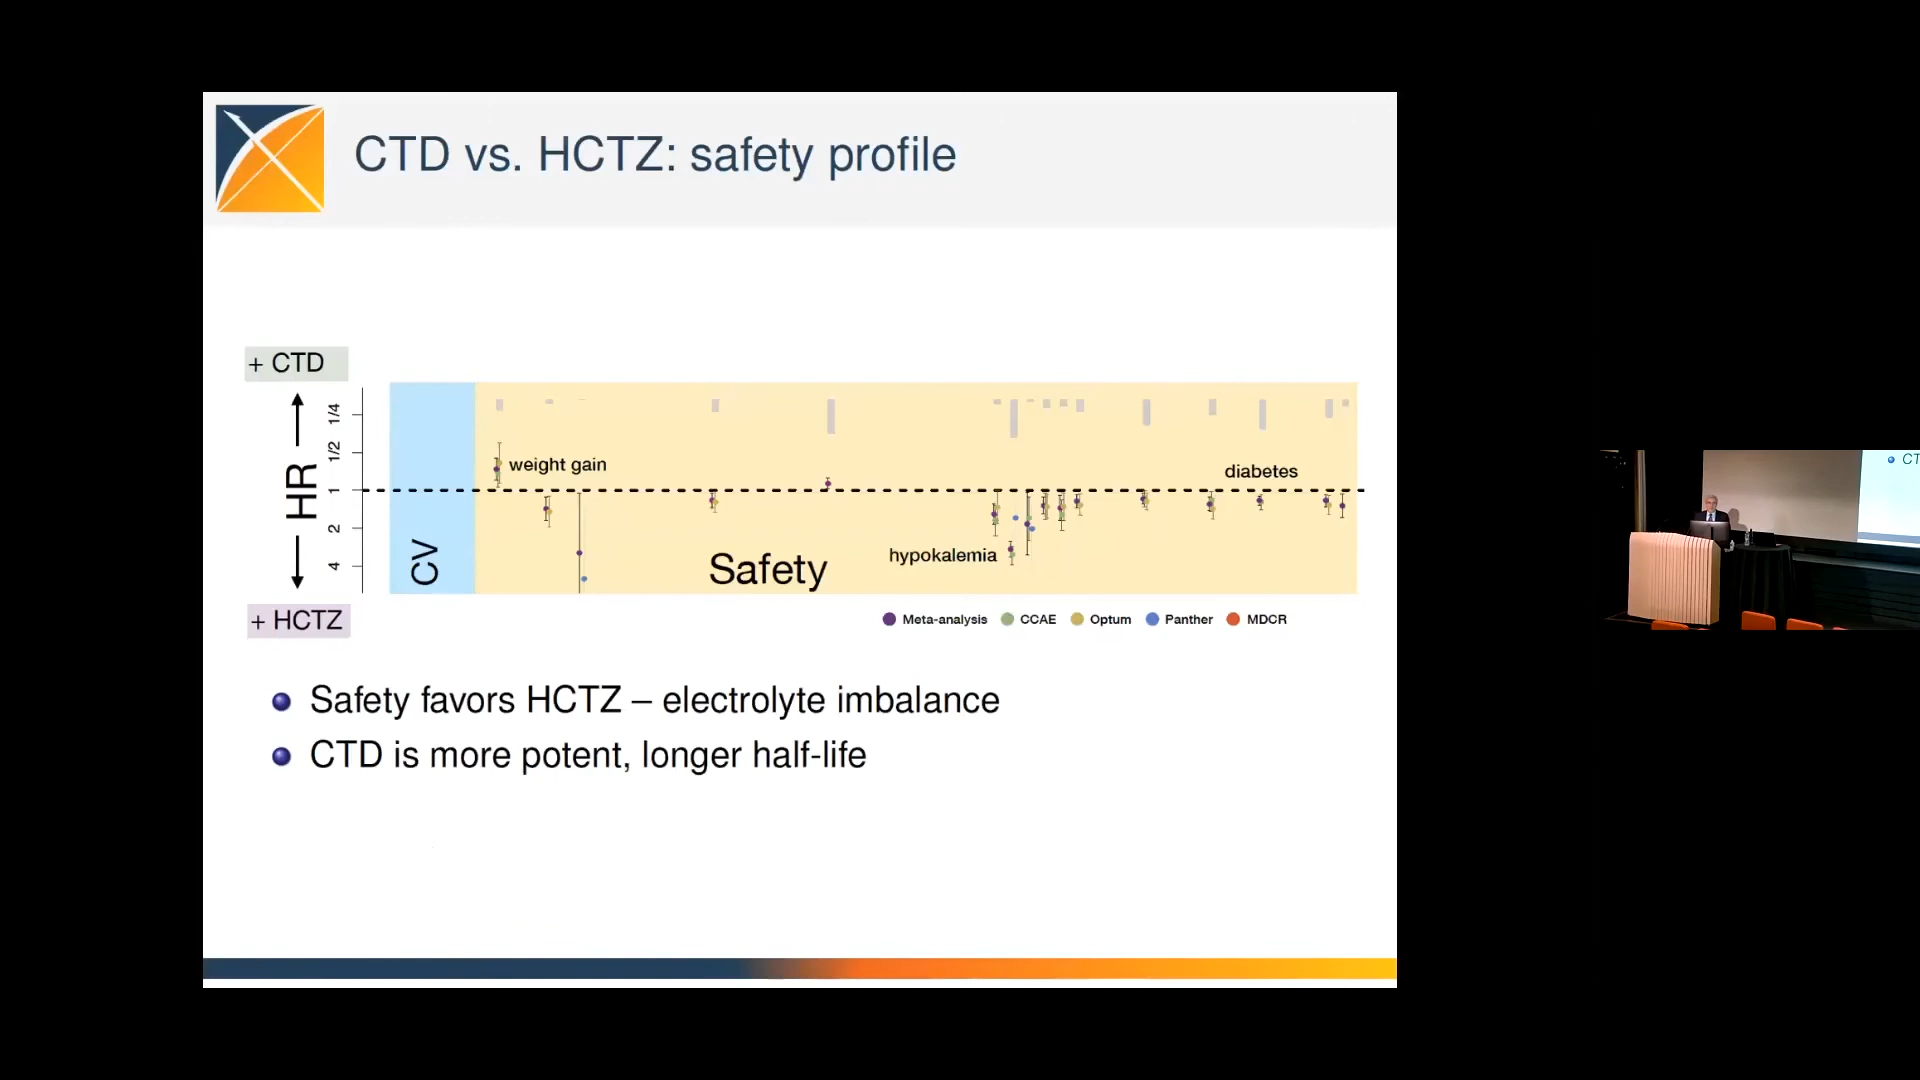 CTD vs. HCTZ: safety profile
+ CTD
HR
1/4
1/2
1
2
4
+ HCTZ
CV
weight gain
Safety
hypokalemia
diabetes
Meta-analysis
CCAE
Optum
Panther
MDCR
Safety favors HCTZ – electrolyte imbalance
CTD is more potent, longer half-life
CT